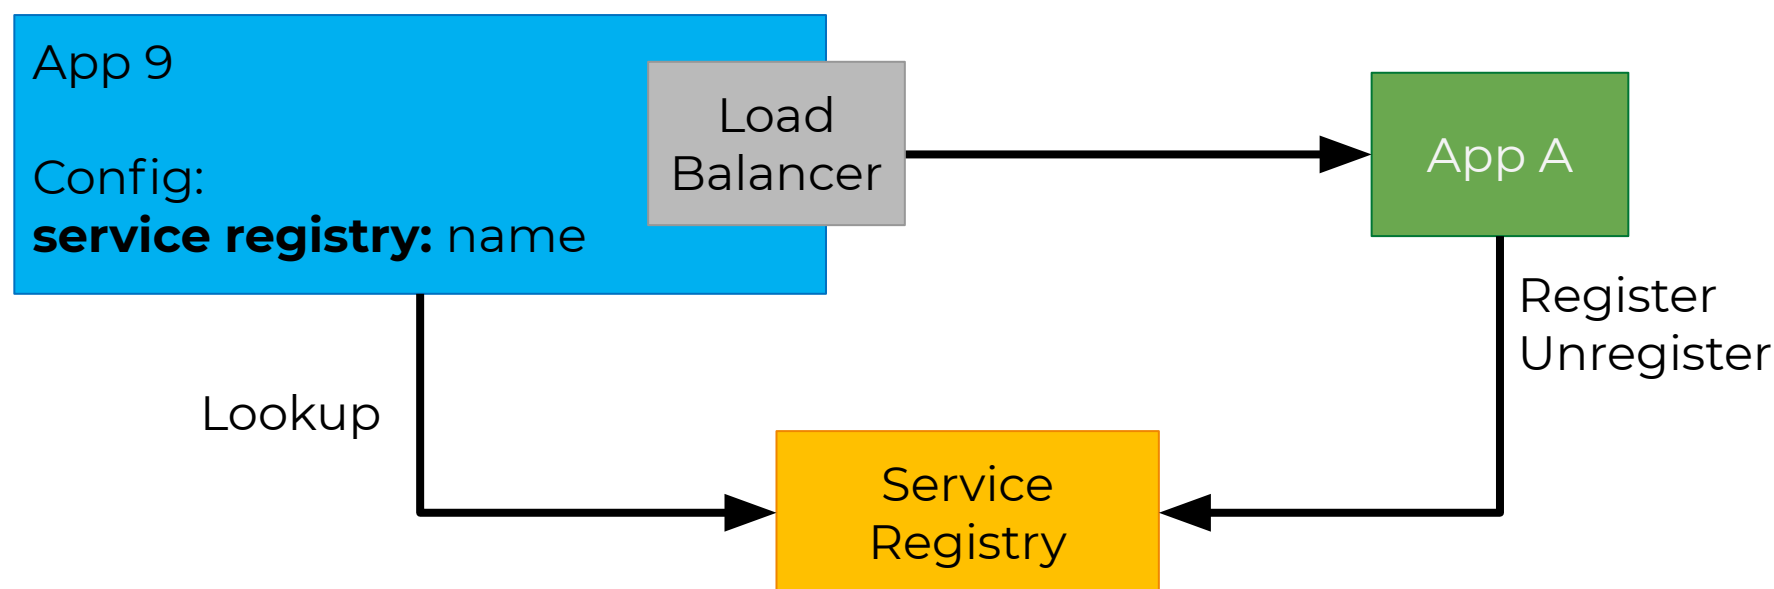 App 9
Config:
service registry: name
Load
Balancer
App A
Register
Unregister
Lookup
Service
Registry